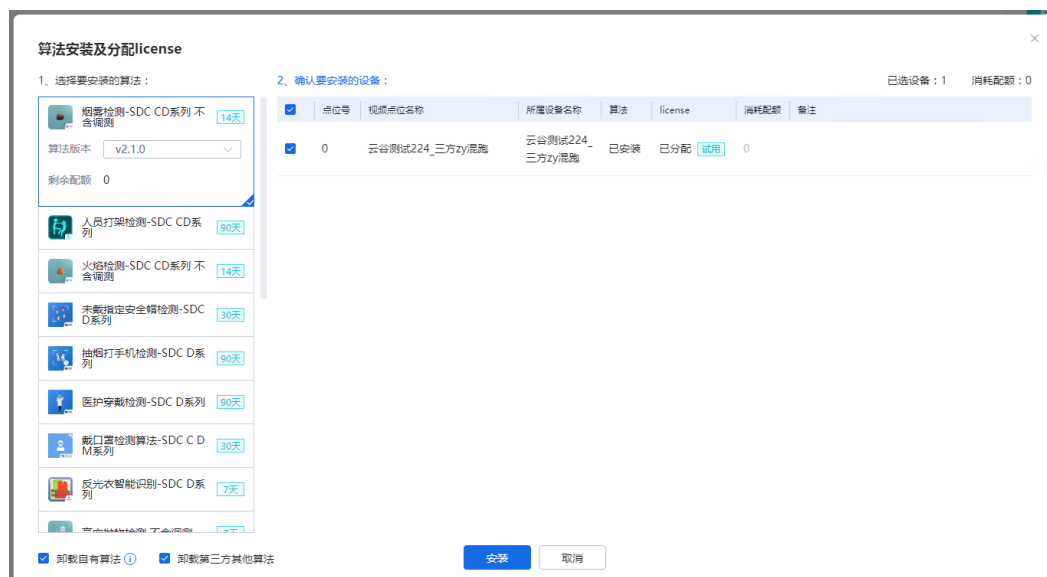 算法安装及分配license
1、选择要安装的算法：
2、确认要安装的设备：
已选设备：1
消耗配额：0
烟雾检测-SDC CD系列 不
含调测
14天
算法版本
v2.1.0
剩余配额 0
人员打架检测-SDC CD系
列
90天
火焰检测-SDC CD系列 不
含调测
14天
未戴指定安全帽检测-SDC
D系列
30天
抽烟打手机检测-SDC D系
列
90天
医护穿戴检测-SDC D系列
90天
戴口罩检测算法-SDC C D
M系列
30天
反光衣智能识别-SDC D系
列
7天
点位号
视频点位名称
所属设备名称
算法
license
消耗配额
备注
0
云谷测试224_三方zy混跑
云谷测试224_
三方zy混跑
已安装
已分配 试用
0
卸载自有算法
卸载第三方其他算法
安装
取消